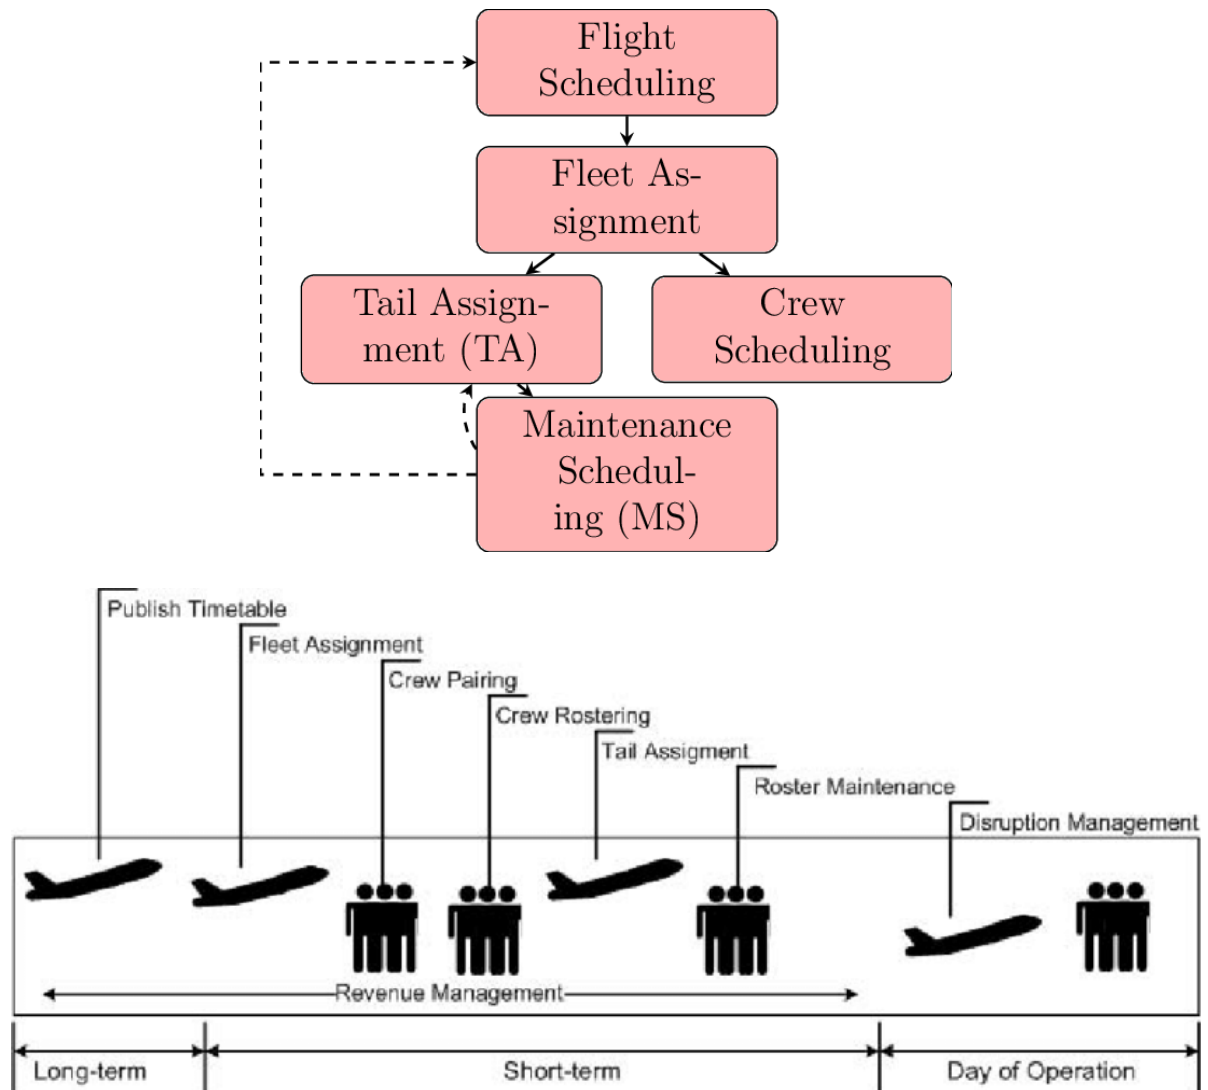 Flight
Scheduling
Fleet As-
signment
Tail Assign-
ment (TA)
Crew
Scheduling
Maintenance
Schedul-
ing (MS)
Publish Timetable
Fleet Assignment
Crew Pairing
Crew Rostering
Tail Assigment
Roster Maintenance
Disruption Management
Revenue Management
Long-term
Short-term
Day of Operation